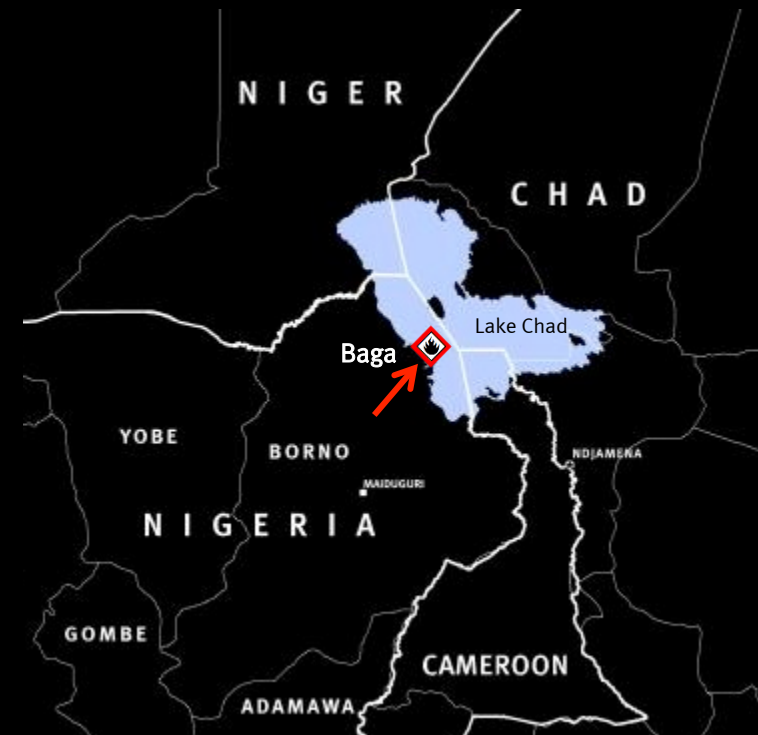 NIGER
CHAD
Lake Chad
Baga
YOBE
BORNO
NDJAMENA
MAIDUGURI
NIGERIA
GOMBE
CAMEROON
ADAMAWA